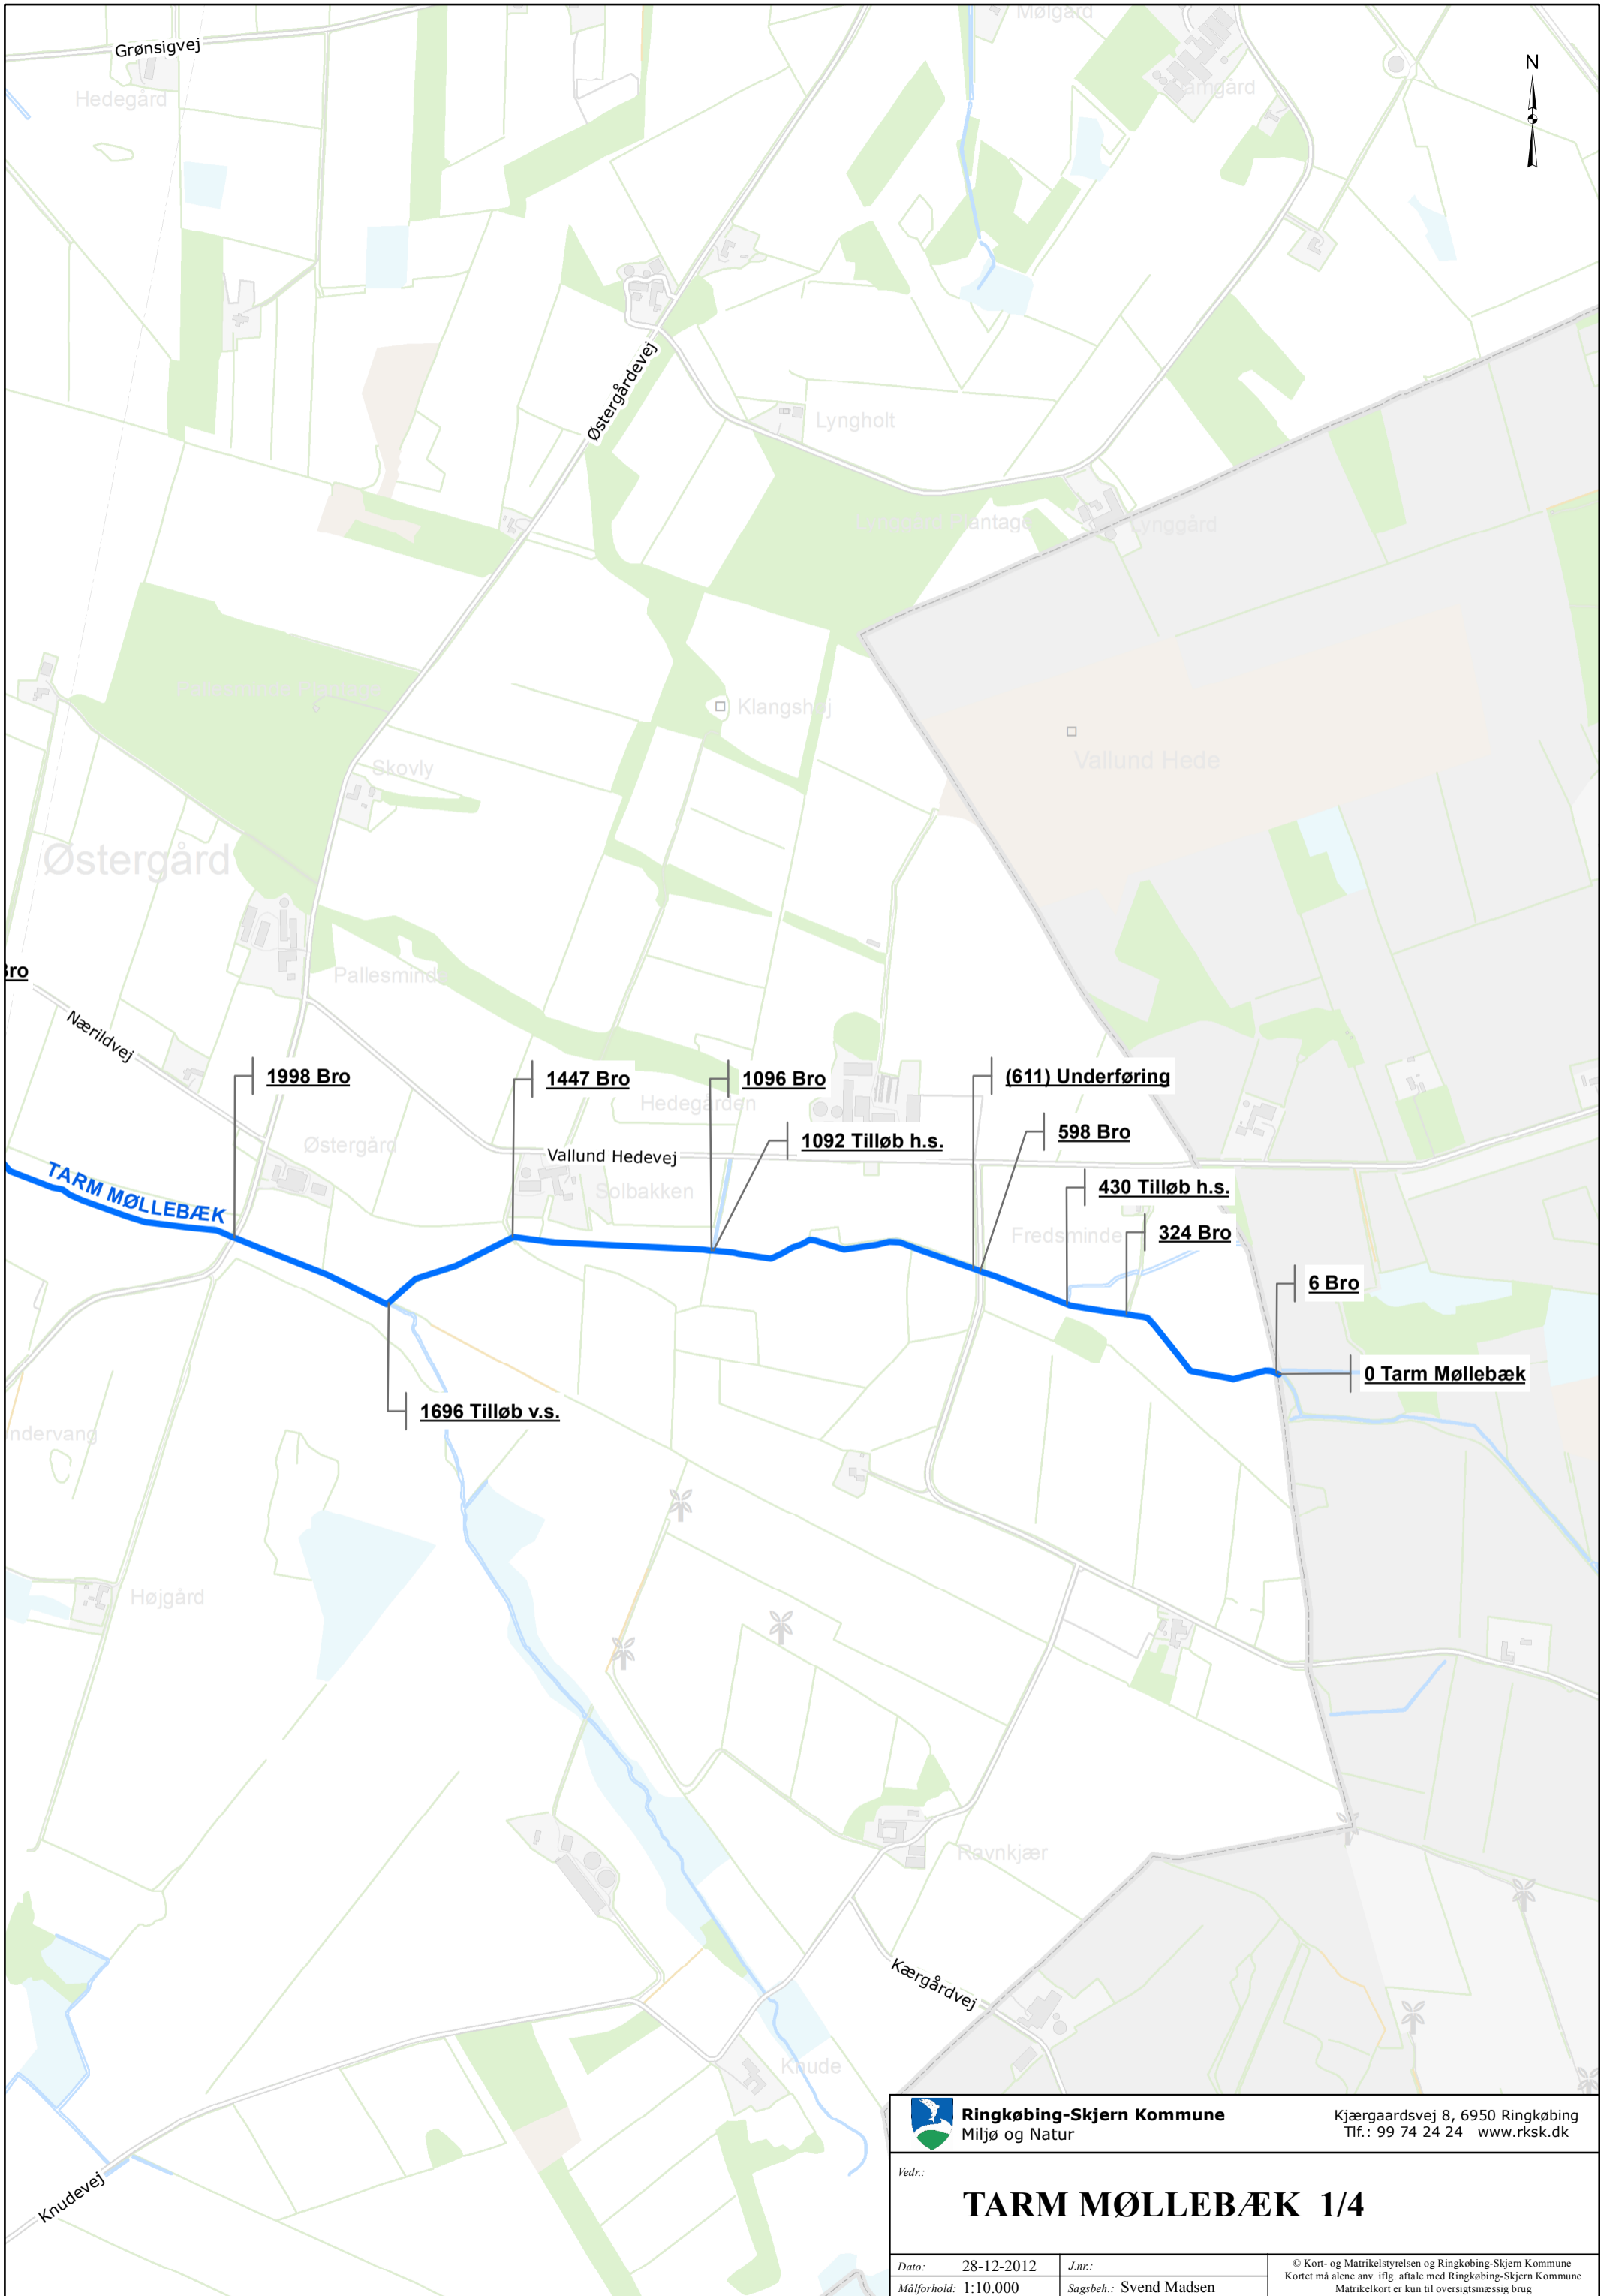 Mølgård
Grønsigvej
N
Hedegård
Østergårdevej
Lyngholt
Lynggård
Klangshøj
Vallund Hede
Skovly
Østergård
Pallesminde
Bro
Nærildvej
1998 Bro
1447 Bro
1096 Bro
(611) Underføring
Hedegården
598 Bro
1092 Tilløb h.s.
Østergård
Vallund Hedevej
Solbakken
430 Tilløb h.s.
TARM MØLLEBÆK
Fredsminde
324 Bro
6 Bro
0 Tarm Møllebæk
1696 Tilløb v.s.
ndervang
Højgård
Ravnkjær
Kærgårdvej
Knude
Knudevej
Ringkøbing-Skjern Kommune
Miljø og Natur
Kjærgaardsvej 8, 6950 Ringkøbing
Tlf.: 99 74 24 24 www.rksk.dk
Vedr.:
TARM MØLLEBÆK 1/4
Dato: 28-12-2012
J.nr.:
Målforhold: 1:10.000
Sagsbeh.: Svend Madsen
© Kort- og Matrikelstyrelsen og Ringkøbing-Skjern Kommune
Kortet må alene anv. iflg. aftale med Ringkøbing-Skjern Kommune
Matrikelkort er kun til oversigtsmæssig brug